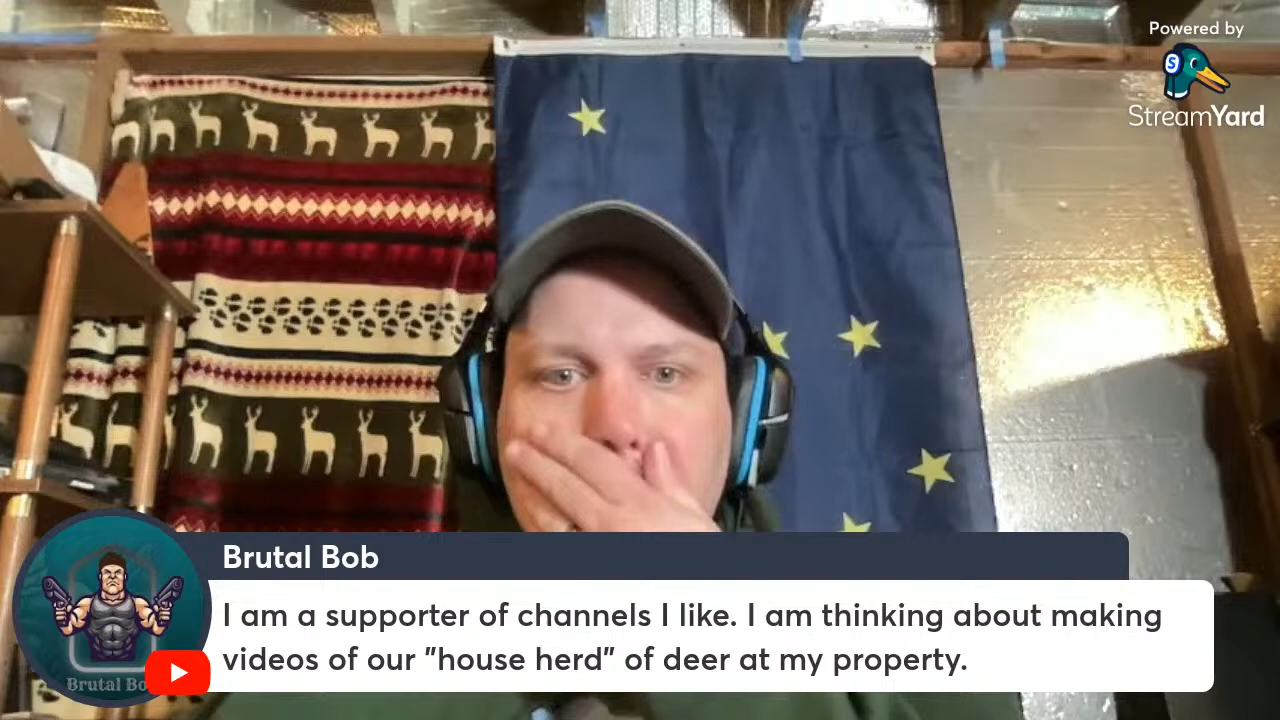 Powered by
StreamYard
Brutal Bob
I am a supporter of channels I like. I am thinking about making
videos of our "house herd" of deer at my property.
Brutal